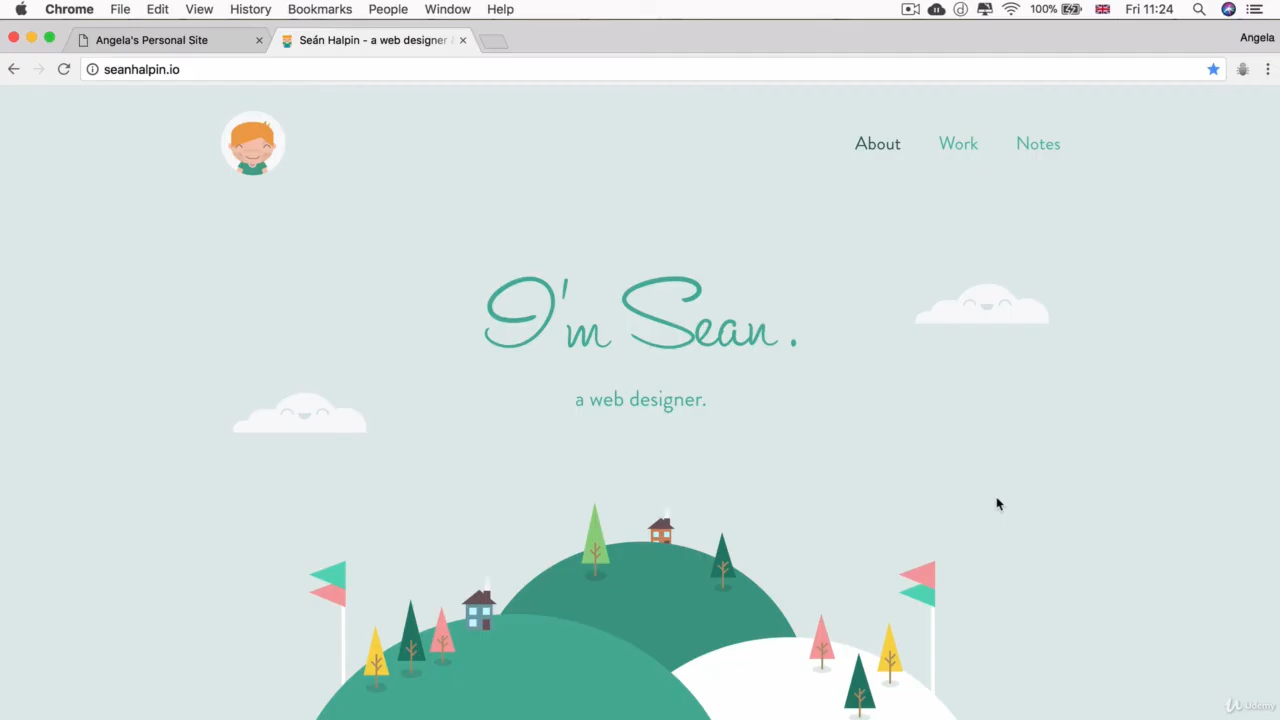 Chrome File Edit View History Bookmarks People Window Help 100% Fri 11:24
Angela's Personal Site Seán Halpin - a web designer Angela
seanhalpin.io
About Work Notes
I'm Sean .
a web designer.
Udemy